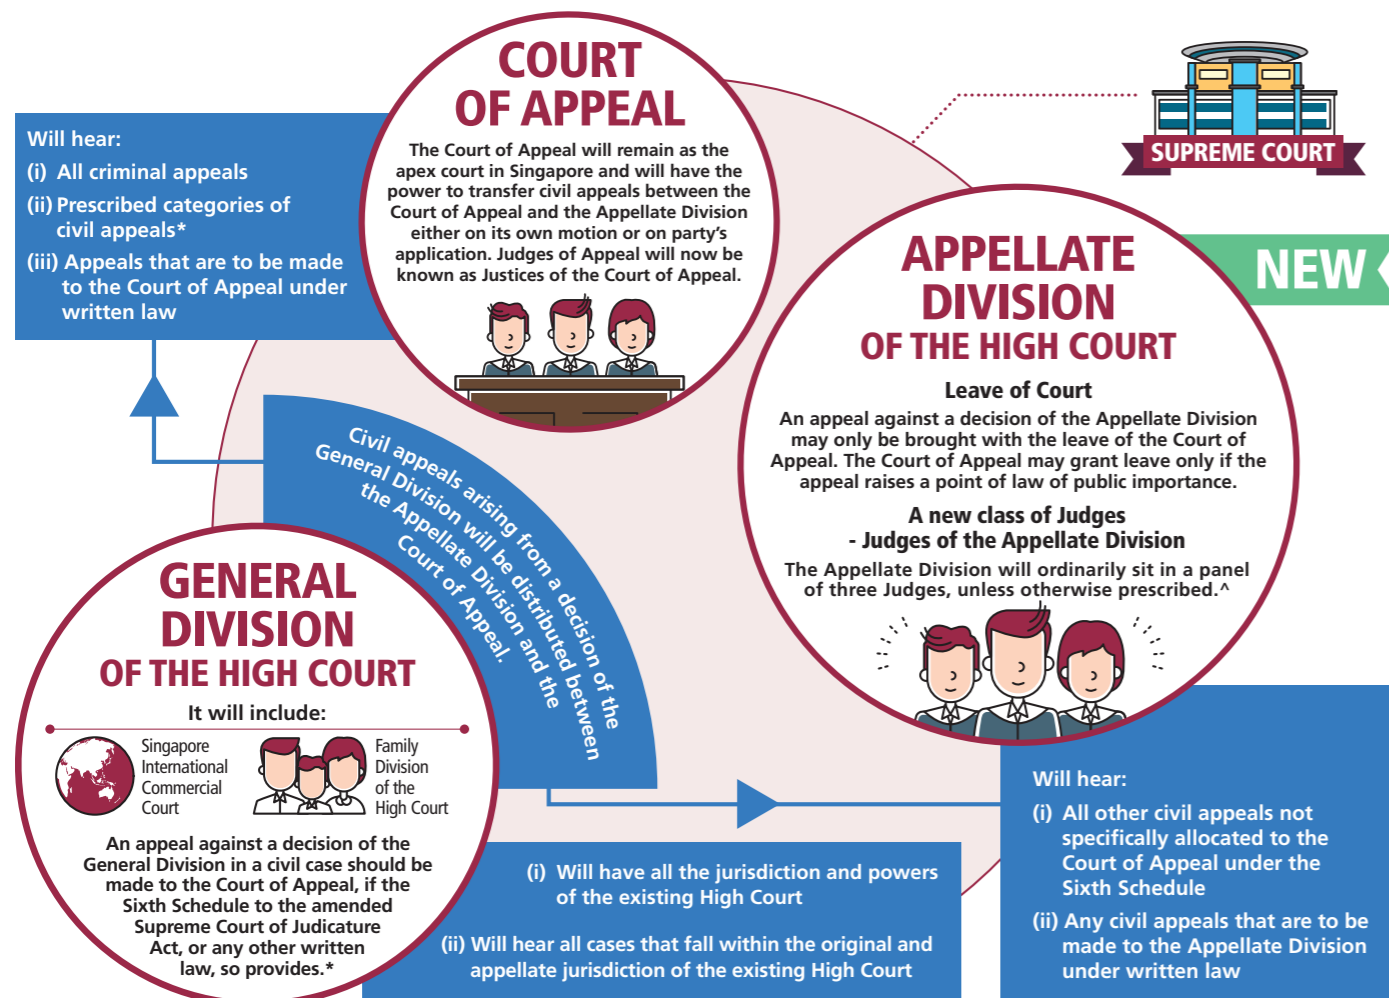 COURT
OF APPEAL
The Court of Appeal will remain as the
apex court in Singapore and will have the
power to transfer civil appeals between the
Court of Appeal and the Appellate Division
either on its own motion or on party’s
application. Judges of Appeal will now be
known as Justices of the Court of Appeal.
SUPREME COURT
Will hear:
(i) All criminal appeals
(ii) Prescribed categories of
civil appeals*
(iii) Appeals that are to be made
to the Court of Appeal under
written law
NEW
APPELLATE
DIVISION
OF THE HIGH COURT
Leave of Court
An appeal against a decision of the Appellate Division
may only be brought with the leave of the Court of
Appeal. The Court of Appeal may grant leave only if the
appeal raises a point of law of public importance.
A new class of Judges
- Judges of the Appellate Division
The Appellate Division will ordinarily sit in a panel
of three Judges, unless otherwise prescribed.^
Civil appeals arising from a decision of the
General Division will be distributed between
the Appellate Division and the
Court of Appeal.
GENERAL
DIVISION
OF THE HIGH COURT
It will include:
Singapore
International
Commercial
Court
Family
Division
of the
High Court
An appeal against a decision of the
General Division in a civil case should be
made to the Court of Appeal, if the
Sixth Schedule to the amended
Supreme Court of Judicature
Act, or any other written
law, so provides.*
(i) Will have all the jurisdiction and powers
of the existing High Court
(ii) Will hear all cases that fall within the original and
appellate jurisdiction of the existing High Court
Will hear:
(i) All other civil appeals not
specifically allocated to the
Court of Appeal under the
Sixth Schedule
(ii) Any civil appeals that are to be
made to the Appellate Division
under written law